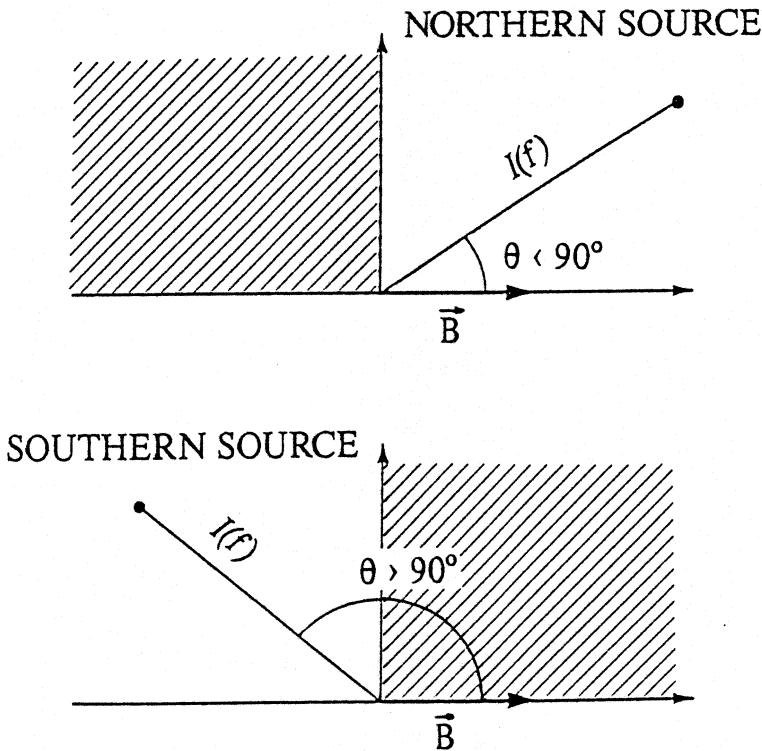 NORTHERN SOURCE
I(f)
θ < 90°
B⃗
SOUTHERN SOURCE
I(f)
θ > 90°
B⃗